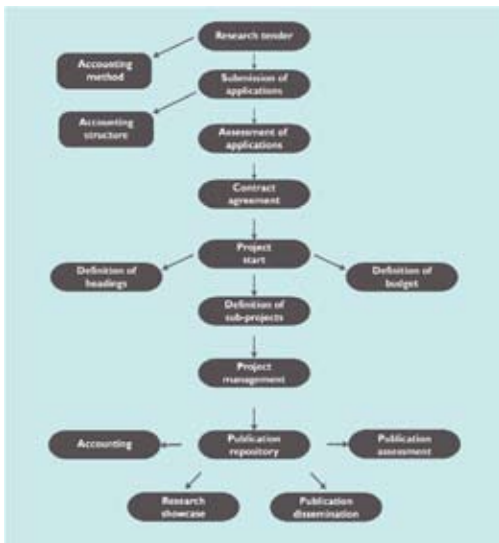 Research tender
Accounting
method
Submission of
applications
Accounting
structure
Assessment of
applications
Contract
agreement
Project
start
Definition of
headings
Definition of
budget
Definition of
sub-projects
Project
management
Accounting
Publication
repository
Publication
assessment
Research
showcase
Publication
dissemination